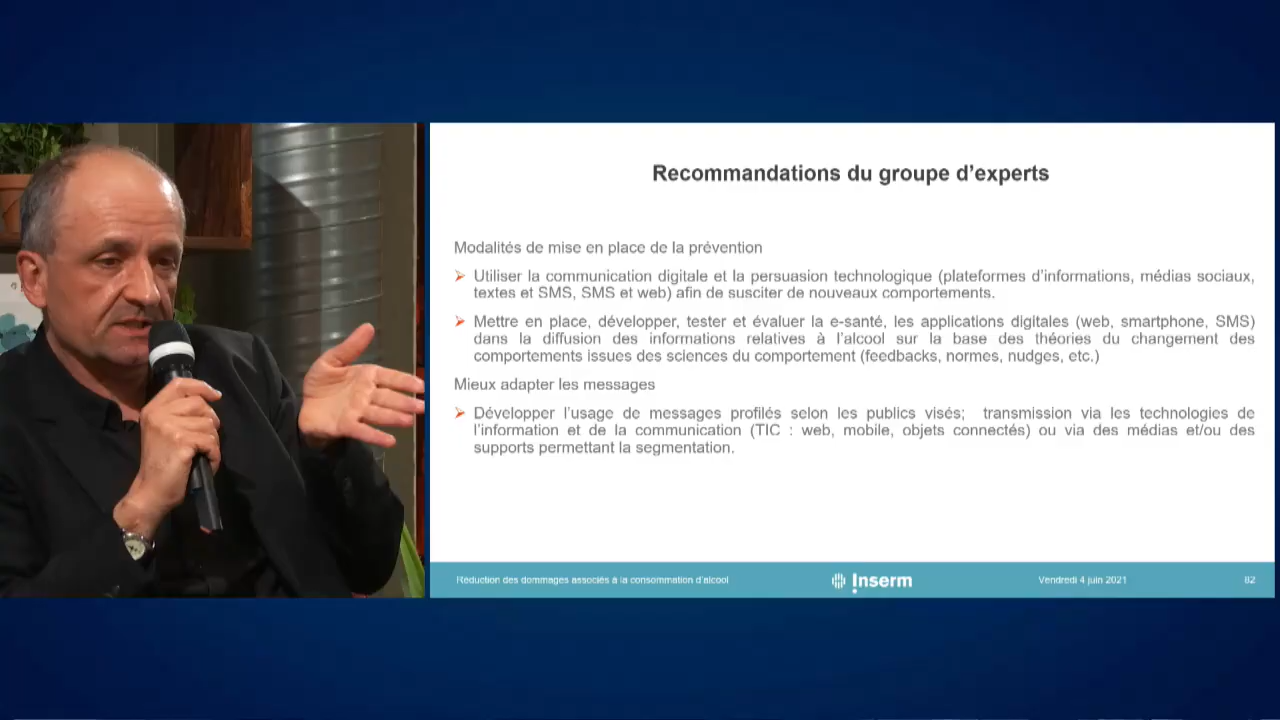 Recommandations du groupe d'experts
Modalités de mise en place de la prévention
➢ Utiliser la communication digitale et la persuasion technologique (plateformes d'informations, médias sociaux,
textes et SMS, SMS et web) afin de susciter de nouveaux comportements.
➢ Mettre en place, développer, tester et évaluer la e-santé, les applications digitales (web, smartphone, SMS)
dans la diffusion des informations relatives à l'alcool sur la base des théories du changement des
comportements issues des sciences du comportement (feedbacks, normes, nudges, etc.)
Mieux adapter les messages
➢ Développer l'usage de messages profilés selon les publics visés; transmission via les technologies de
l'information et de la communication (TIC : web, mobile, objets connectés) ou via des médias et/ou des
supports permettant la segmentation.
Réduction des dommages associés à la consommation d'alcool
Inserm
Vendredi 4 juin 2021
82